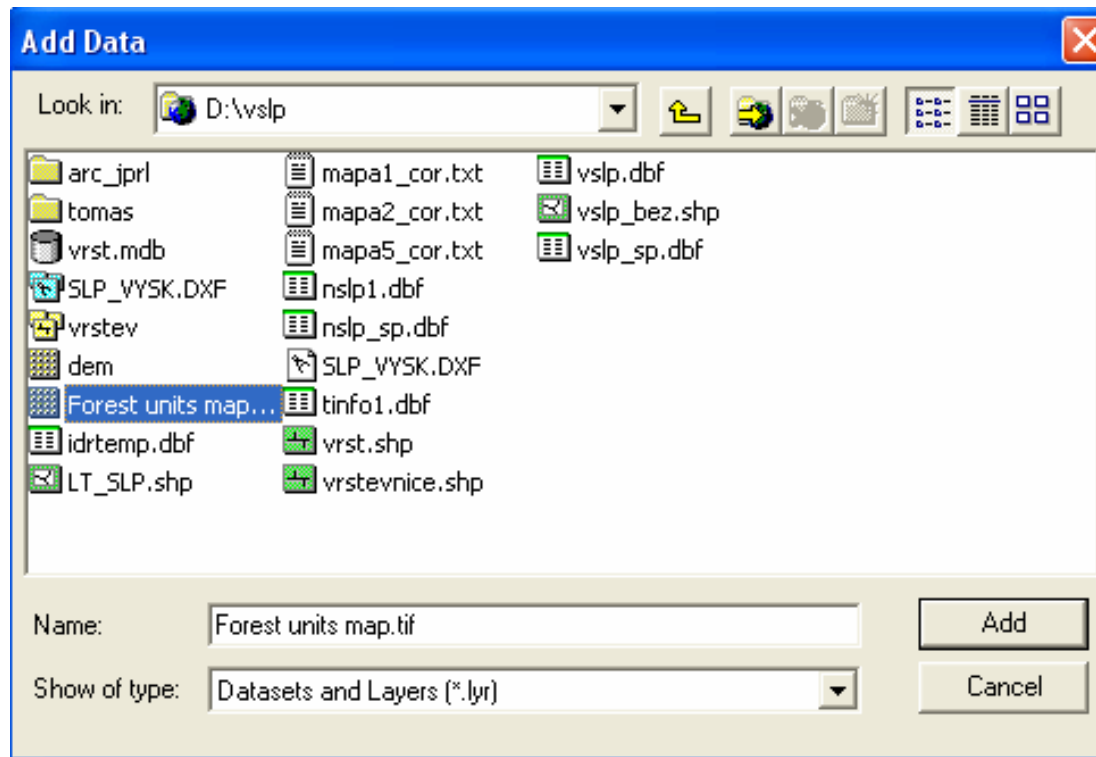 Add Data
Look in: D:\vslp
arc_jprl mapa1_cor.txt vslp.dbf
tomas mapa2_cor.txt vslp_bez.shp
vrst.mdb mapa5_cor.txt vslp_sp.dbf
SLP_VYSK.DXF nslp1.dbf
vrstev nslp_sp.dbf
dem SLP_VYSK.DXF
Forest units map... tinfo1.dbf
idrtemp.dbf vrst.shp
LT_SLP.shp vrstevnice.shp
Name: Forest units map.tif Add
Show of type: Datasets and Layers (*.lyr) Cancel